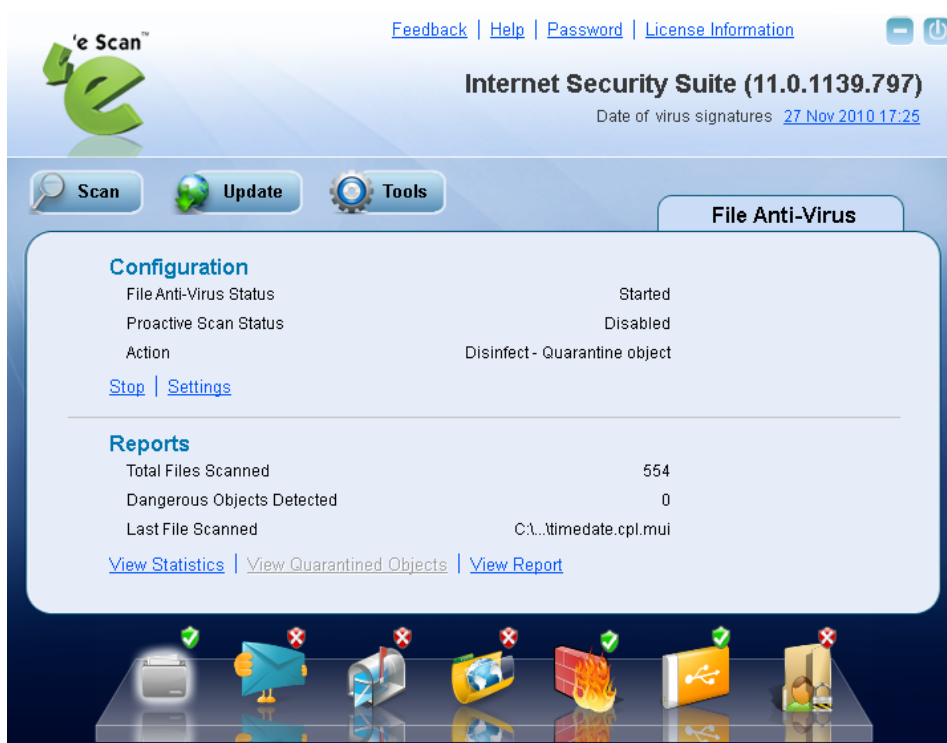 'e Scan™
Feedback | Help | Password | License Information
Internet Security Suite (11.0.1139.797)
Date of virus signatures 27 Nov 2010 17:25
Scan Update Tools
File Anti-Virus
Configuration
File Anti-Virus Status Started
Proactive Scan Status Disabled
Action Disinfect - Quarantine object
Stop | Settings
Reports
Total Files Scanned 554
Dangerous Objects Detected 0
Last File Scanned C:\...\timedate.cpl.mui
View Statistics | View Quarantined Objects | View Report